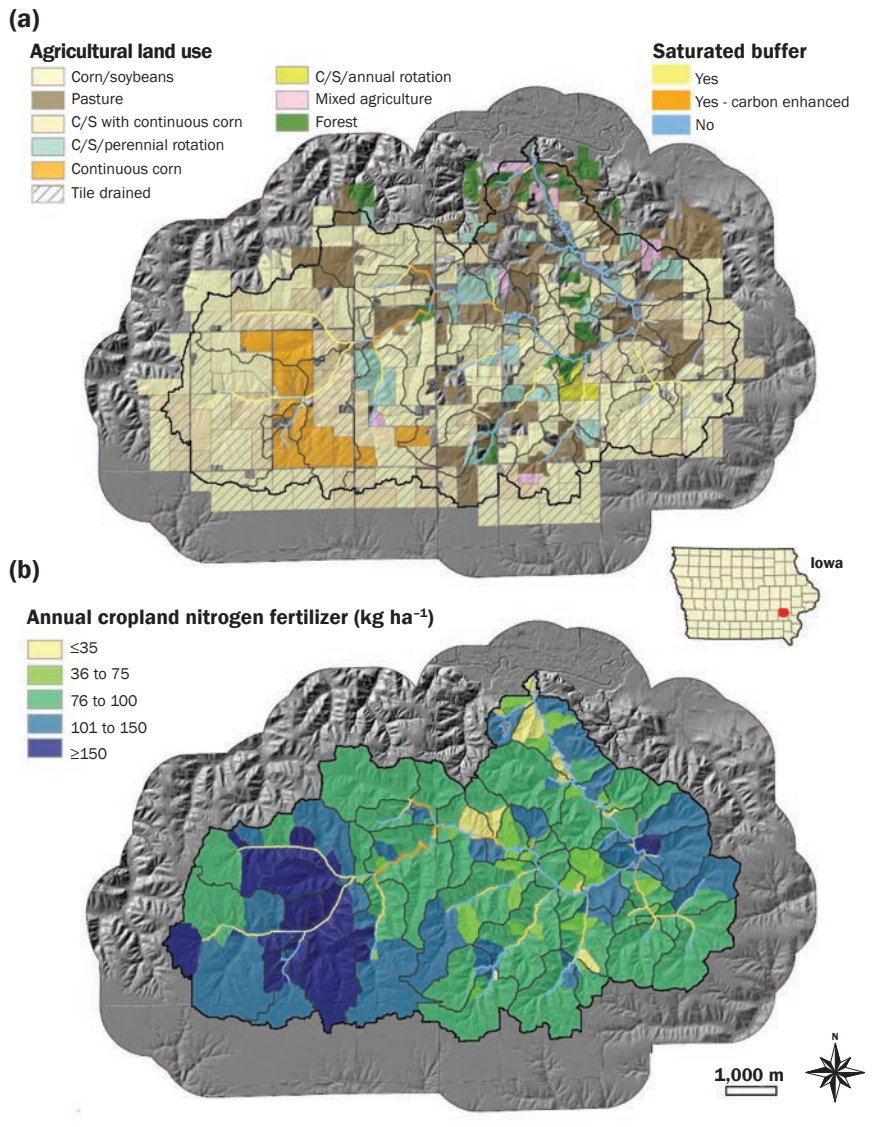 (a)
Agricultural land use
Corn/soybeans
Pasture
C/S with continuous corn
C/S/perennial rotation
Continuous corn
Tile drained
C/S/annual rotation
Mixed agriculture
Forest
Saturated buffer
Yes
Yes - carbon enhanced
No
(b)
Iowa
Annual cropland nitrogen fertilizer (kg ha⁻¹)
≤35
36 to 75
76 to 100
101 to 150
≥150
N
1,000 m